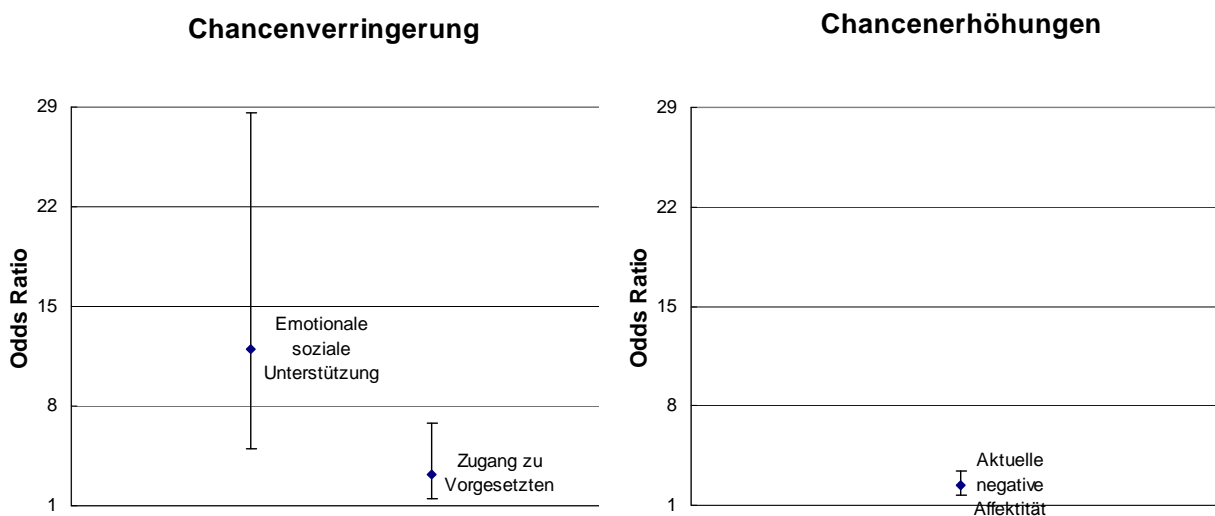 Chancenverringerung
29
22
15
8
1
Odds Ratio
Emotionale
soziale
Unterstützung
Zugang zu
Vorgesetzten
Chancenerhöhungen
29
22
15
8
1
Odds Ratio
Aktuelle
negative
Affektität